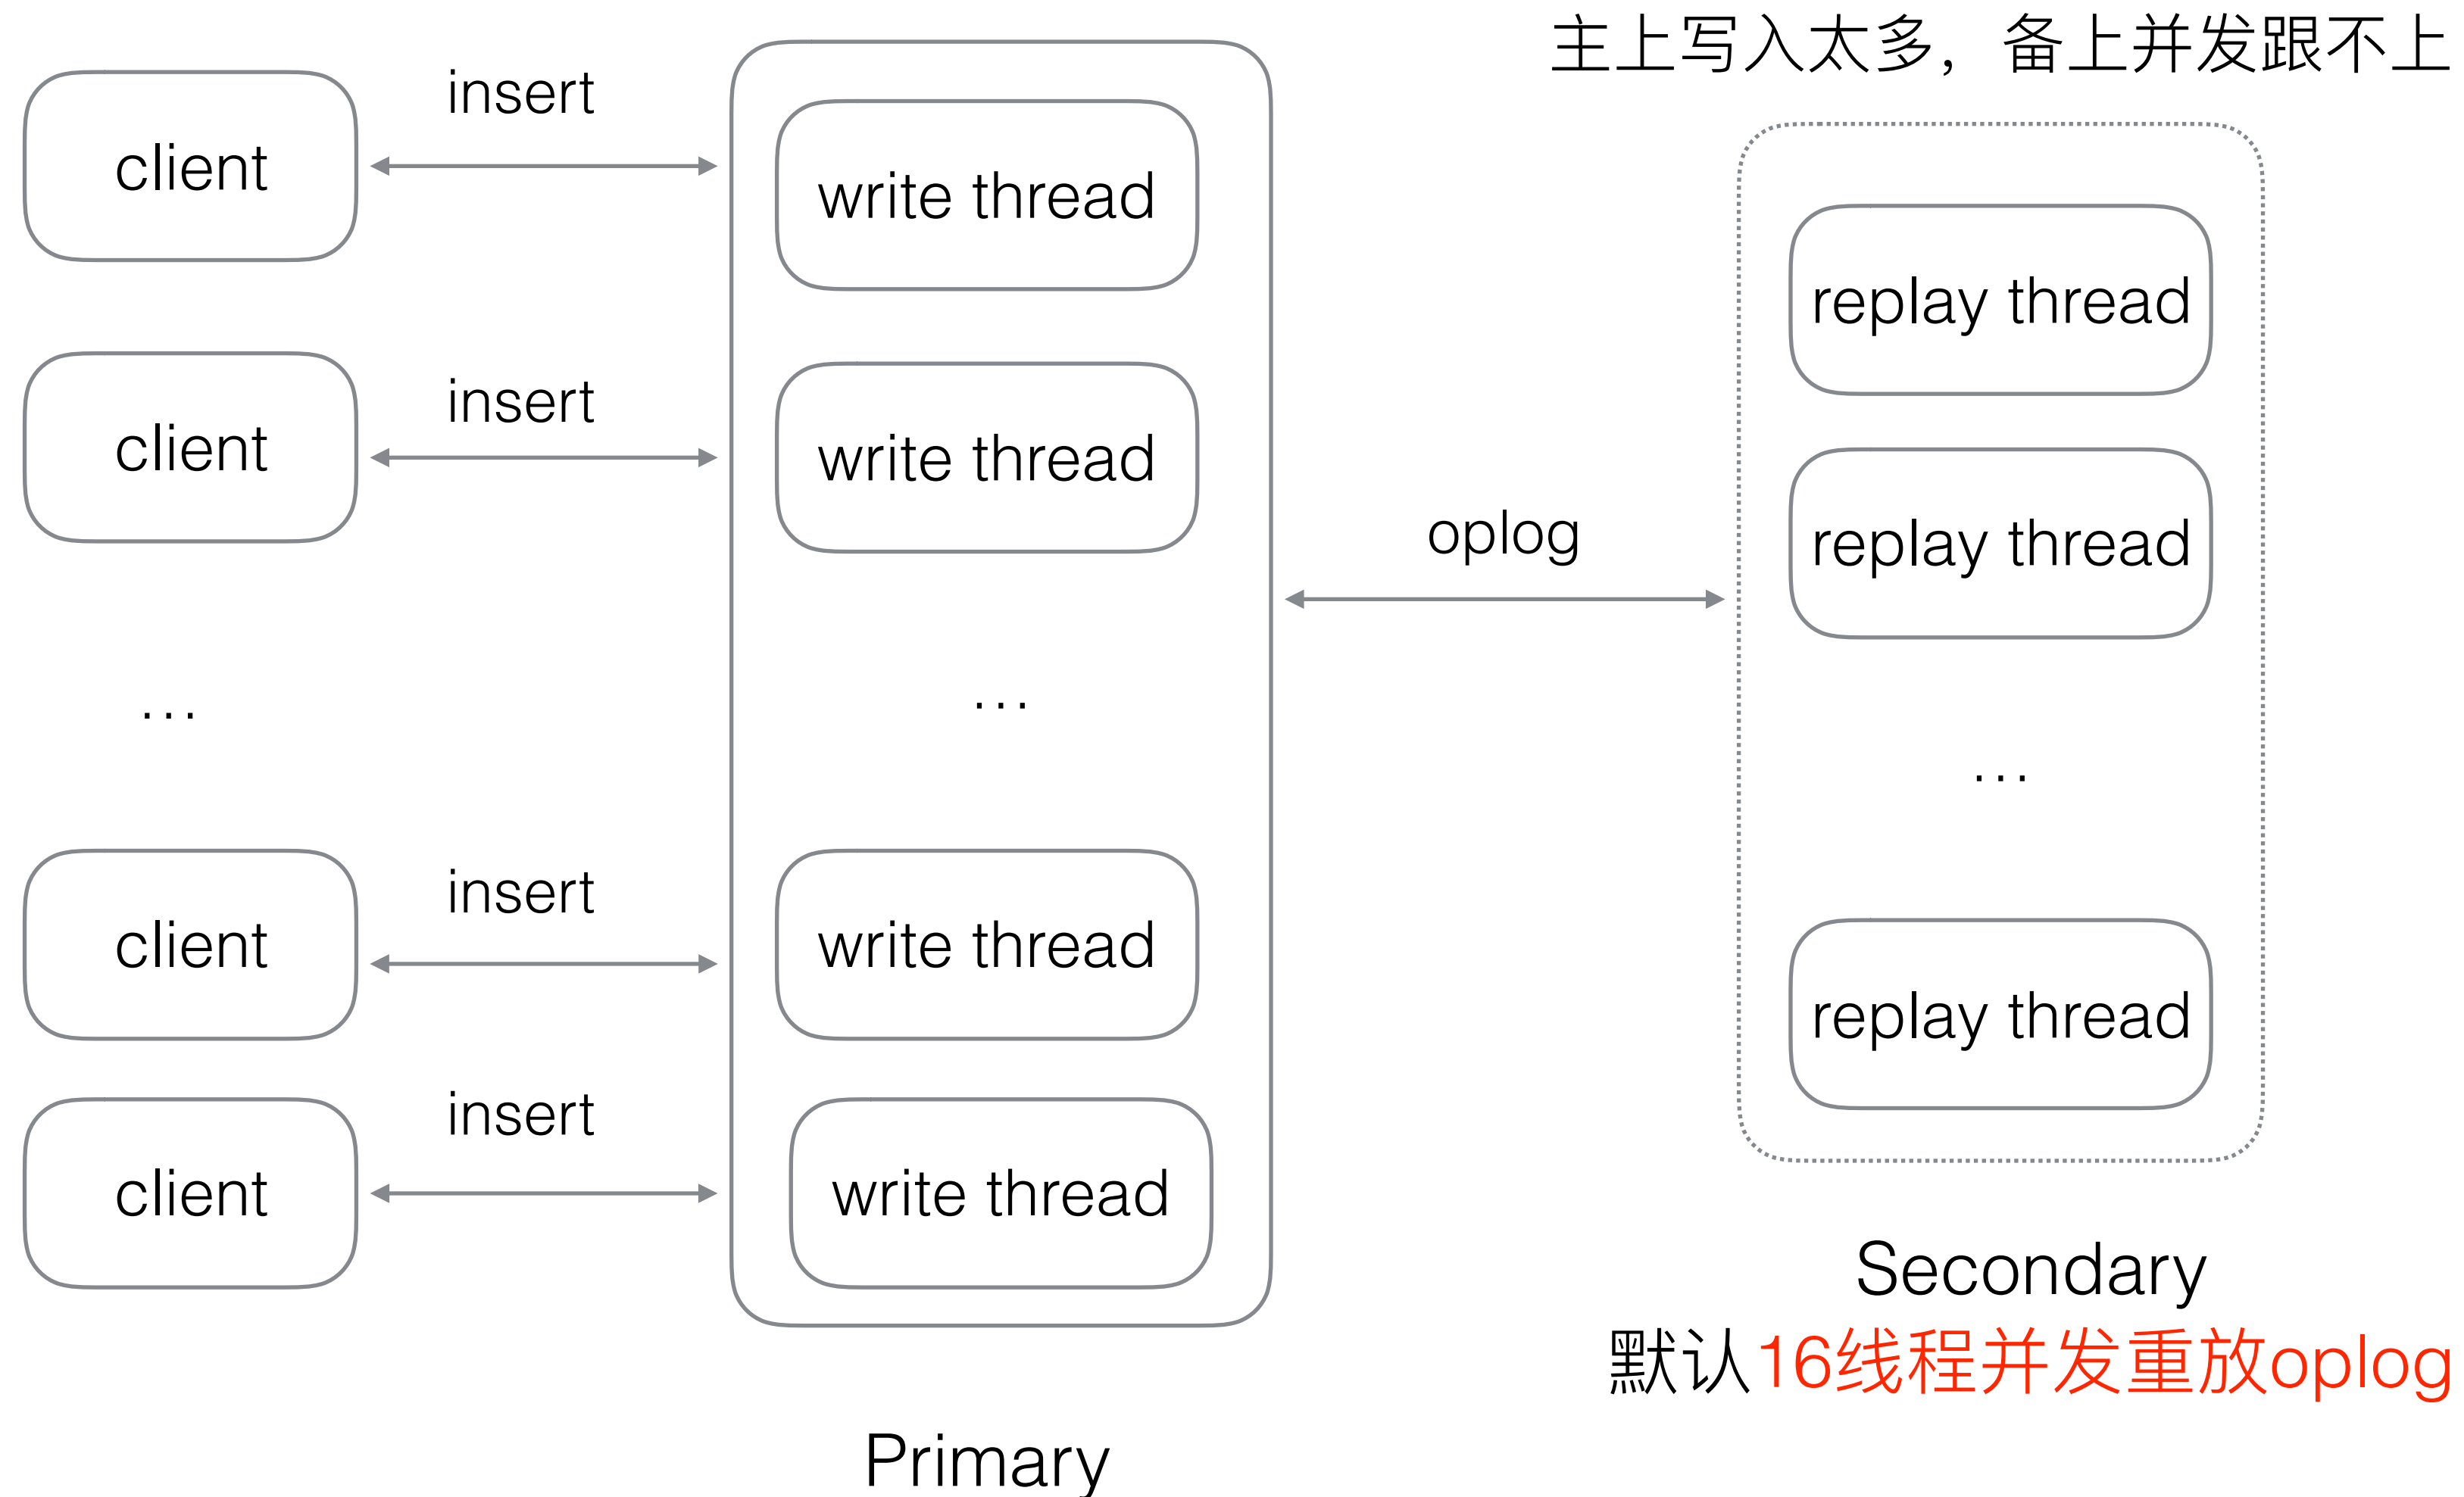 主上写入太多，备上并发跟不上
client
insert
write thread
client
insert
write thread
…
…
client
insert
write thread
client
insert
write thread
Primary
oplog
replay thread
replay thread
…
replay thread
Secondary
默认16线程并发重放oplog